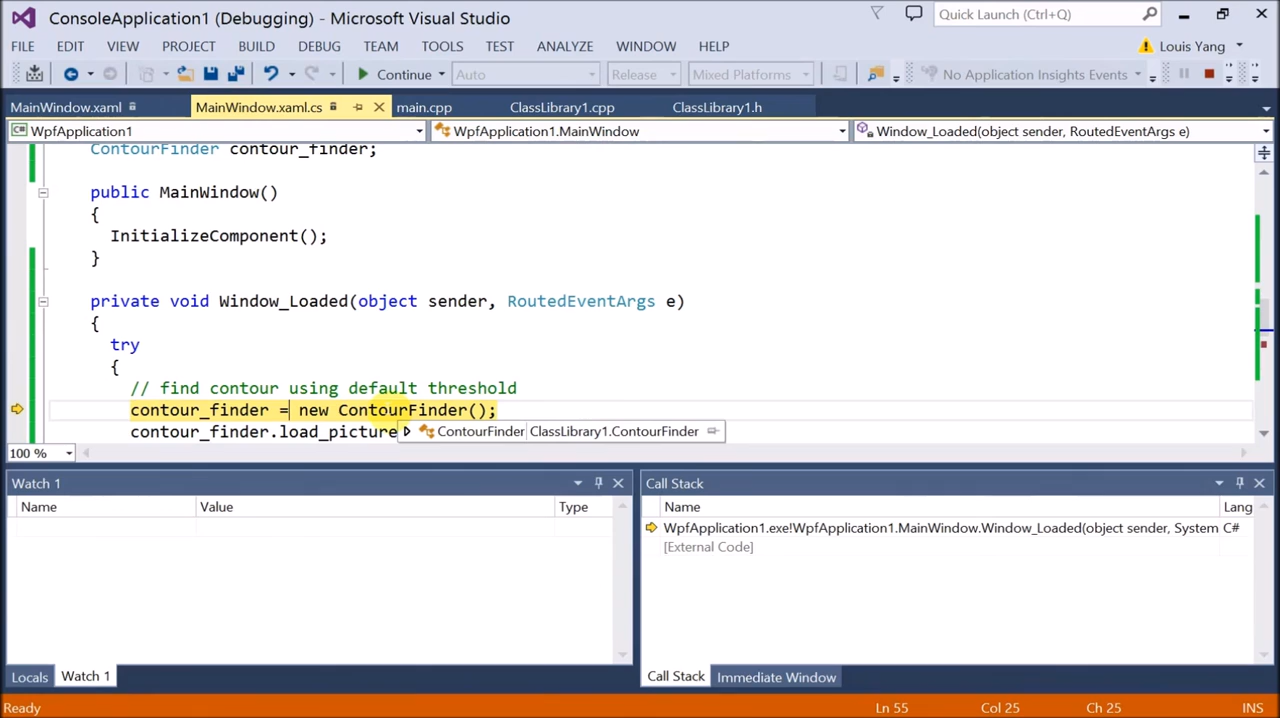 ConsoleApplication1 (Debugging) - Microsoft Visual Studio
Quick Launch (Ctrl+Q)
FILE EDIT VIEW PROJECT BUILD DEBUG TEAM TOOLS TEST ANALYZE WINDOW HELP
Louis Yang
Continue Auto Release Mixed Platforms No Application Insights Events
MainWindow.xaml MainWindow.xaml.cs main.cpp ClassLibrary1.cpp ClassLibrary1.h
WpfApplication1 WpfApplication1.MainWindow Window_Loaded(object sender, RoutedEventArgs e)
ContourFinder contour_finder;
public MainWindow()
{
InitializeComponent();
}
private void Window_Loaded(object sender, RoutedEventArgs e)
{
try
{
// find contour using default threshold
contour_finder = new ContourFinder();
contour_finder.load_picture
ContourFinder ClassLibrary1.ContourFinder
100 %
Watch 1
Name Value Type
Locals Watch 1
Call Stack
Name Lang
WpfApplication1.exe!WpfApplication1.MainWindow.Window_Loaded(object sender, System C#
[External Code]
Call Stack Immediate Window
Ready Ln 55 Col 25 Ch 25 INS